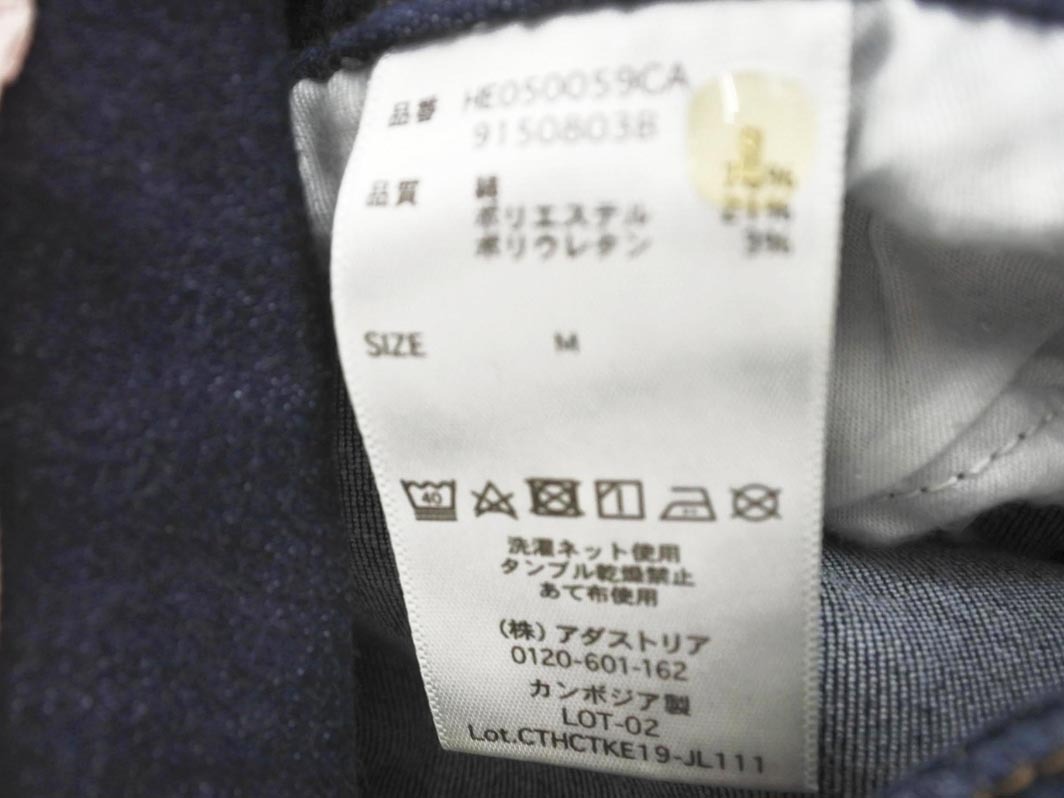 品番 HE050059CA
9150803B
品質 綿
ポリエステル 21%
ポリウレタン 3%
SIZE M
40
洗濯ネット使用
タンブル乾燥禁止
あて布使用
(株)アダストリア
0120-601-162
カンボジア製
LOT-02
Lot.CTHCTKE19-JL111